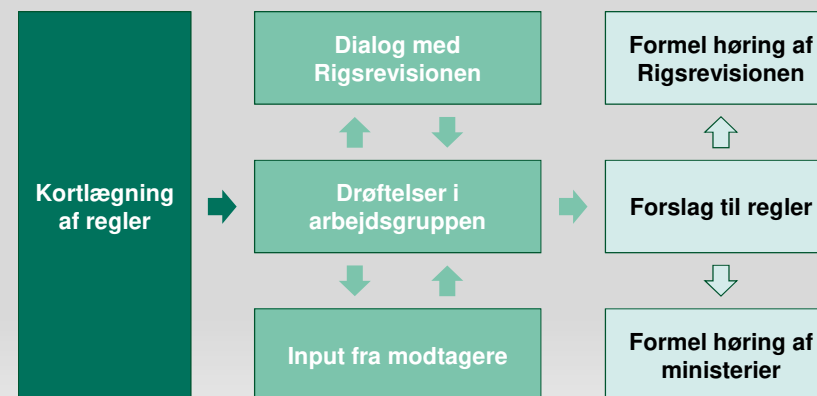 Kortlægning
af regler
Dialog med
Rigsrevisionen
Drøftelser i
arbejdsgruppen
Input fra modtagere
Formel høring af
Rigsrevisionen
Forslag til regler
Formel høring af
ministerier